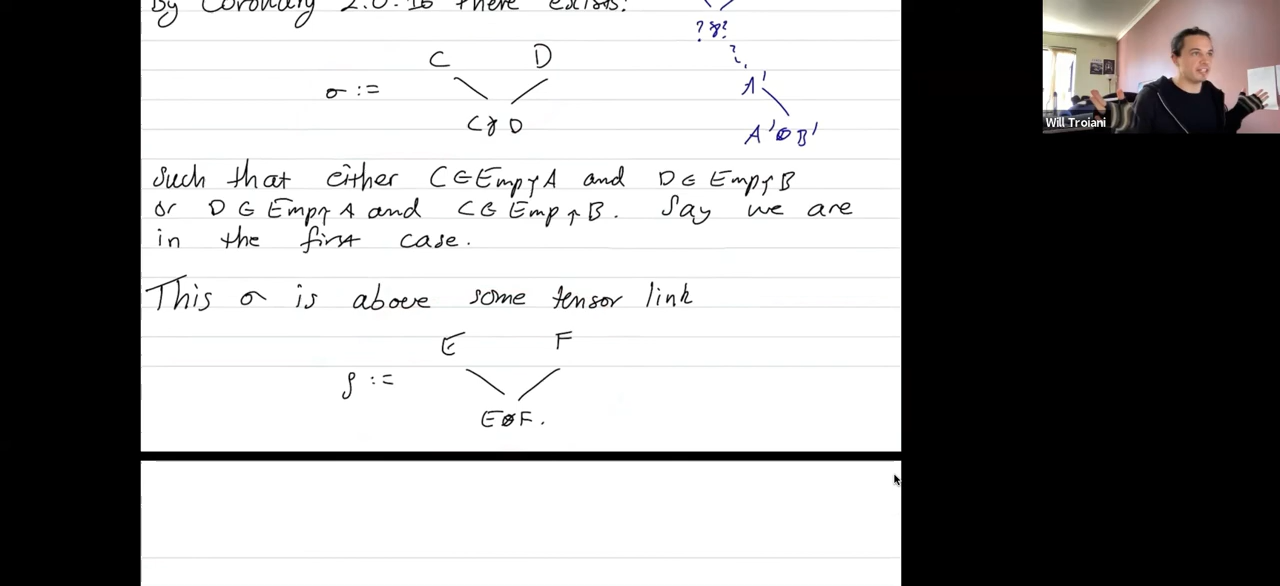 By Corollary 2.0.16 there exists:
? ⅋ ?
?
C D
σ :=
A'
C ⅋ D
A' ⊗ B'
Will Troiani
such that either C ∈ Emp↑A and D ∈ Emp↑B
or D ∈ Emp↑A and C ∈ Emp↑B. Say we are
in the first case.
This σ is above some tensor link
E F
ρ :=
E ⊗ F.